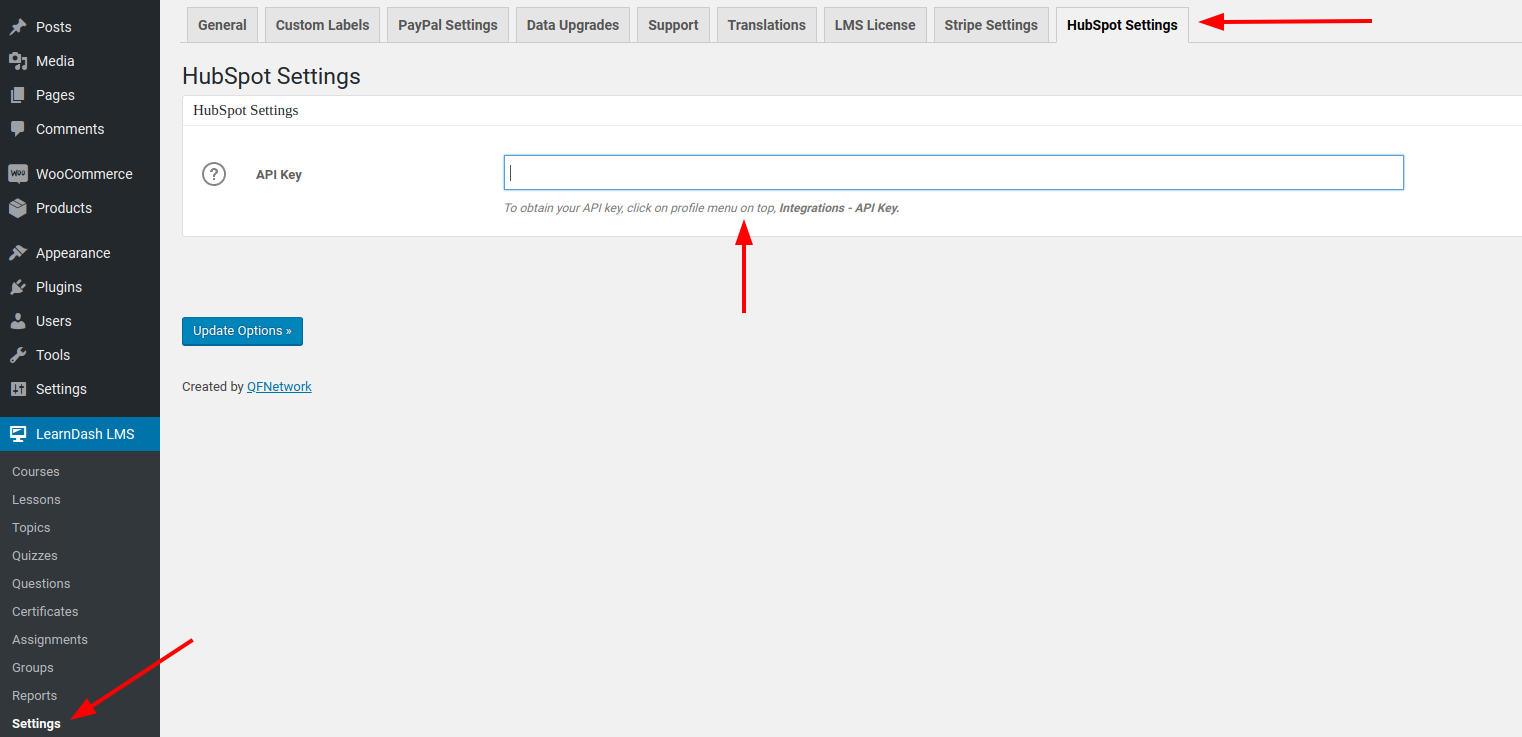 Posts
Media
Pages
Comments
WOO WooCommerce
Products
Appearance
Plugins
Users
Tools
Settings
LearnDash LMS
Courses
Lessons
Topics
Quizzes
Questions
Certificates
Assignments
Groups
Reports
Settings
General Custom Labels PayPal Settings Data Upgrades Support Translations LMS License Stripe Settings HubSpot Settings
HubSpot Settings
HubSpot Settings
? API Key
To obtain your API key, click on profile menu on top, Integrations - API Key.
Update Options »
Created by QFNetwork